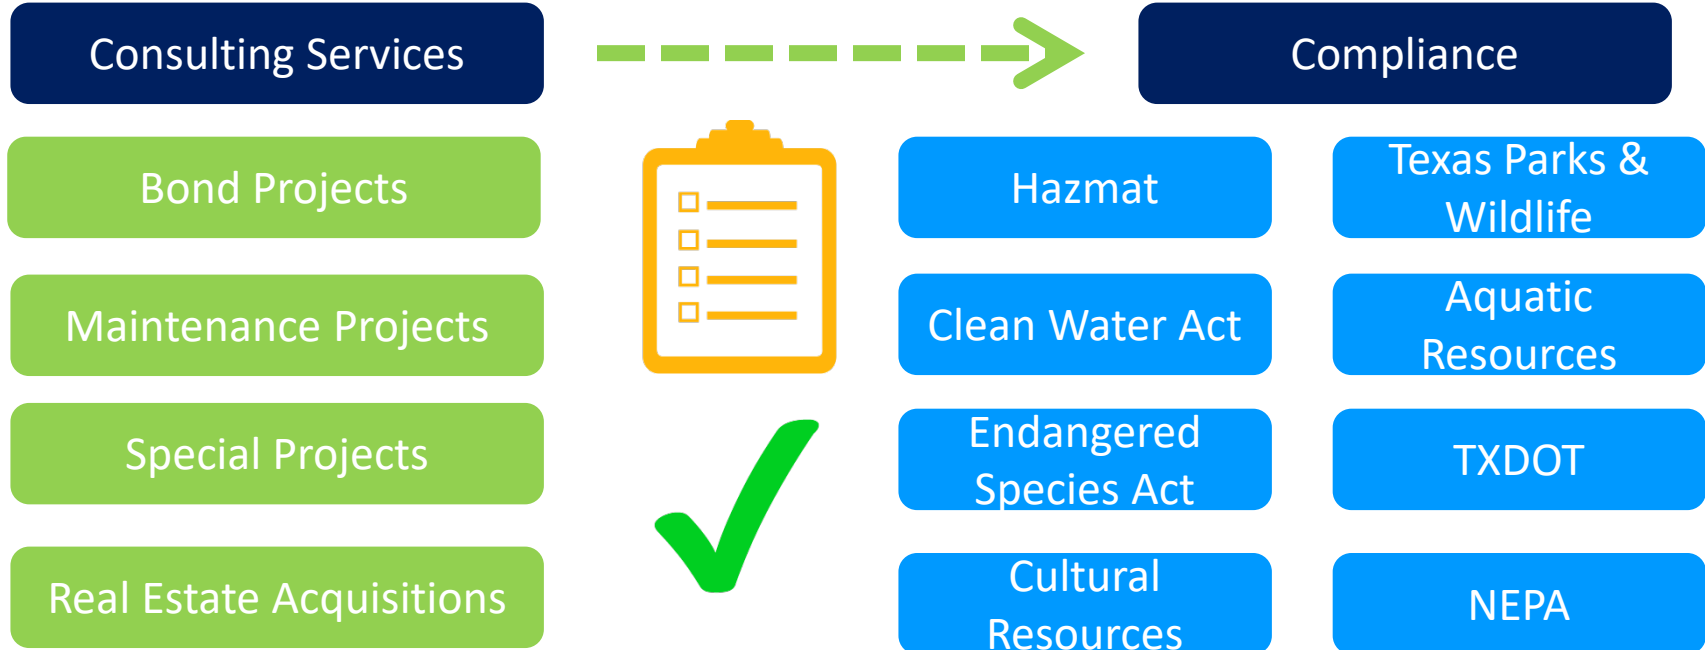 Consulting Services
Compliance
Bond Projects
Maintenance Projects
Special Projects
Real Estate Acquisitions
Hazmat
Clean Water Act
Endangered
Species Act
Cultural
Resources
Texas Parks &
Wildlife
Aquatic
Resources
TXDOT
NEPA